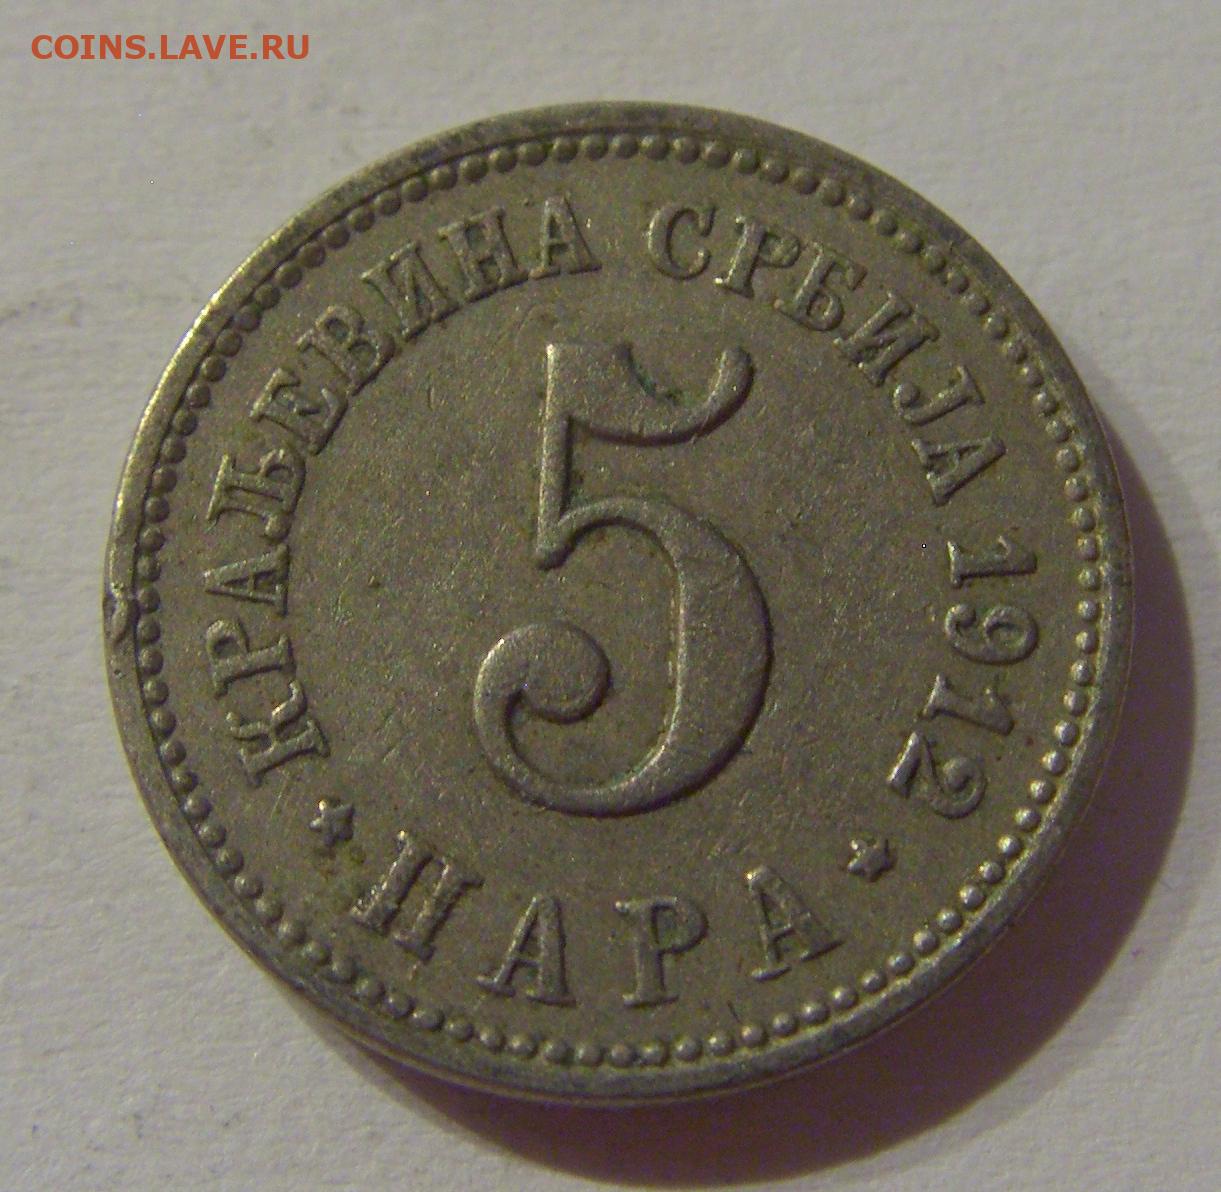 COINS.LAVE.RU
КРАЉЕВИНА СРБИЈА 1912
5
ПАРА